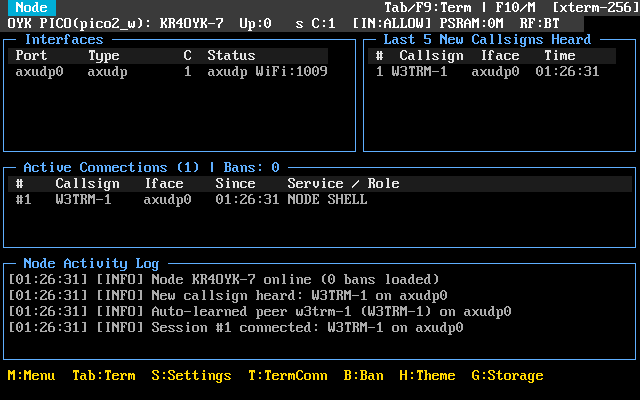 Node Tab/F9:Term | F10/M [xterm-256]
OYK PICO(pico2_w): KR4OYK-7 Up:0 s C:1 [IN:ALLOW] PSRAM:0M RF:BT
Interfaces
Port Type C Status
axudp0 axudp 1 axudp WiFi:1009
Last 5 New Callsigns Heard
# Callsign Iface Time
1 W3TRM-1 axudp0 01:26:31
Active Connections (1) | Bans: 0
# Callsign Iface Since Service / Role
#1 W3TRM-1 axudp0 01:26:31 NODE SHELL
Node Activity Log
[01:26:31] [INFO] Node KR4OYK-7 online (0 bans loaded)
[01:26:31] [INFO] New callsign heard: W3TRM-1 on axudp0
[01:26:31] [INFO] Auto-learned peer w3trm-1 (W3TRM-1) on axudp0
[01:26:31] [INFO] Session #1 connected: W3TRM-1 on axudp0
M:Menu Tab:Term S:Settings T:TermConn B:Ban H:Theme G:Storage